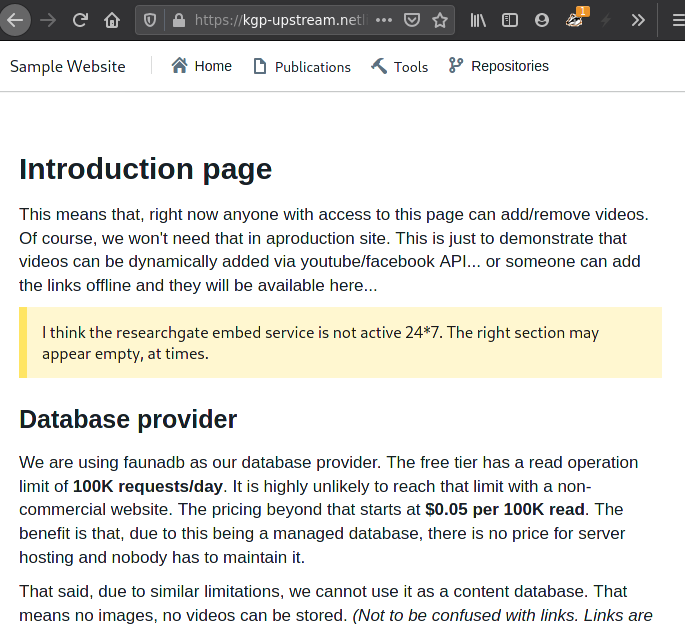 https://kgp-upstream.netl
1
Sample Website
Home
Publications
Tools
Repositories
Introduction page
This means that, right now anyone with access to this page can add/remove videos.
Of course, we won't need that in aproduction site. This is just to demonstrate that
videos can be dynamically added via youtube/facebook API... or someone can add
the links offline and they will be available here...
I think the researchgate embed service is not active 24*7. The right section may
appear empty, at times.
Database provider
We are using faunadb as our database provider. The free tier has a read operation
limit of 100K requests/day. It is highly unlikely to reach that limit with a non-
commercial website. The pricing beyond that starts at $0.05 per 100K read. The
benefit is that, due to this being a managed database, there is no price for server
hosting and nobody has to maintain it.
That said, due to similar limitations, we cannot use it as a content database. That
means no images, no videos can be stored. (Not to be confused with links. Links are